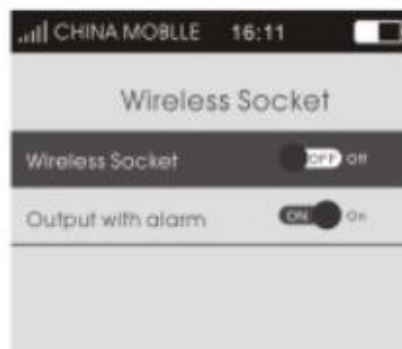 CHINA MOBLLE 16:11
Wireless Socket
Wireless Socket OFF Off
Output with alarm ON On